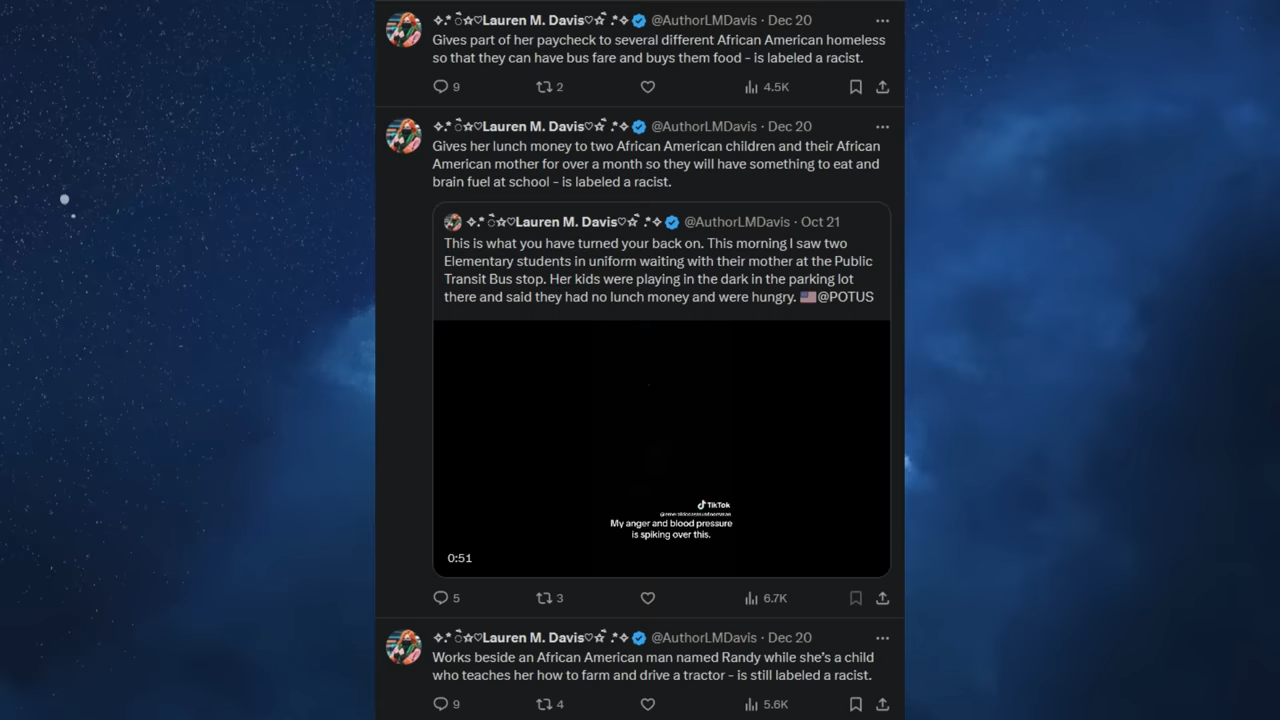 ✧.* ☆♡Lauren M. Davis♡☆ .*✧ @AuthorLMDavis · Dec 20
Gives part of her paycheck to several different African American homeless
so that they can have bus fare and buys them food - is labeled a racist.
9 2 4.5K
✧.* ☆♡Lauren M. Davis♡☆ .*✧ @AuthorLMDavis · Dec 20
Gives her lunch money to two African American children and their African
American mother for over a month so they will have something to eat and
brain fuel at school - is labeled a racist.
✧.* ☆♡Lauren M. Davis♡☆ .*✧ @AuthorLMDavis · Oct 21
This is what you have turned your back on. This morning I saw two
Elementary students in uniform waiting with their mother at the Public
Transit Bus stop. Her kids were playing in the dark in the parking lot
there and said they had no lunch money and were hungry. 🇺🇸@POTUS
TikTok
My anger and blood pressure
is spiking over this.
0:51
5 3 6.7K
✧.* ☆♡Lauren M. Davis♡☆ .*✧ @AuthorLMDavis · Dec 20
Works beside an African American man named Randy while she's a child
who teaches her how to farm and drive a tractor - is still labeled a racist.
9 4 5.6K